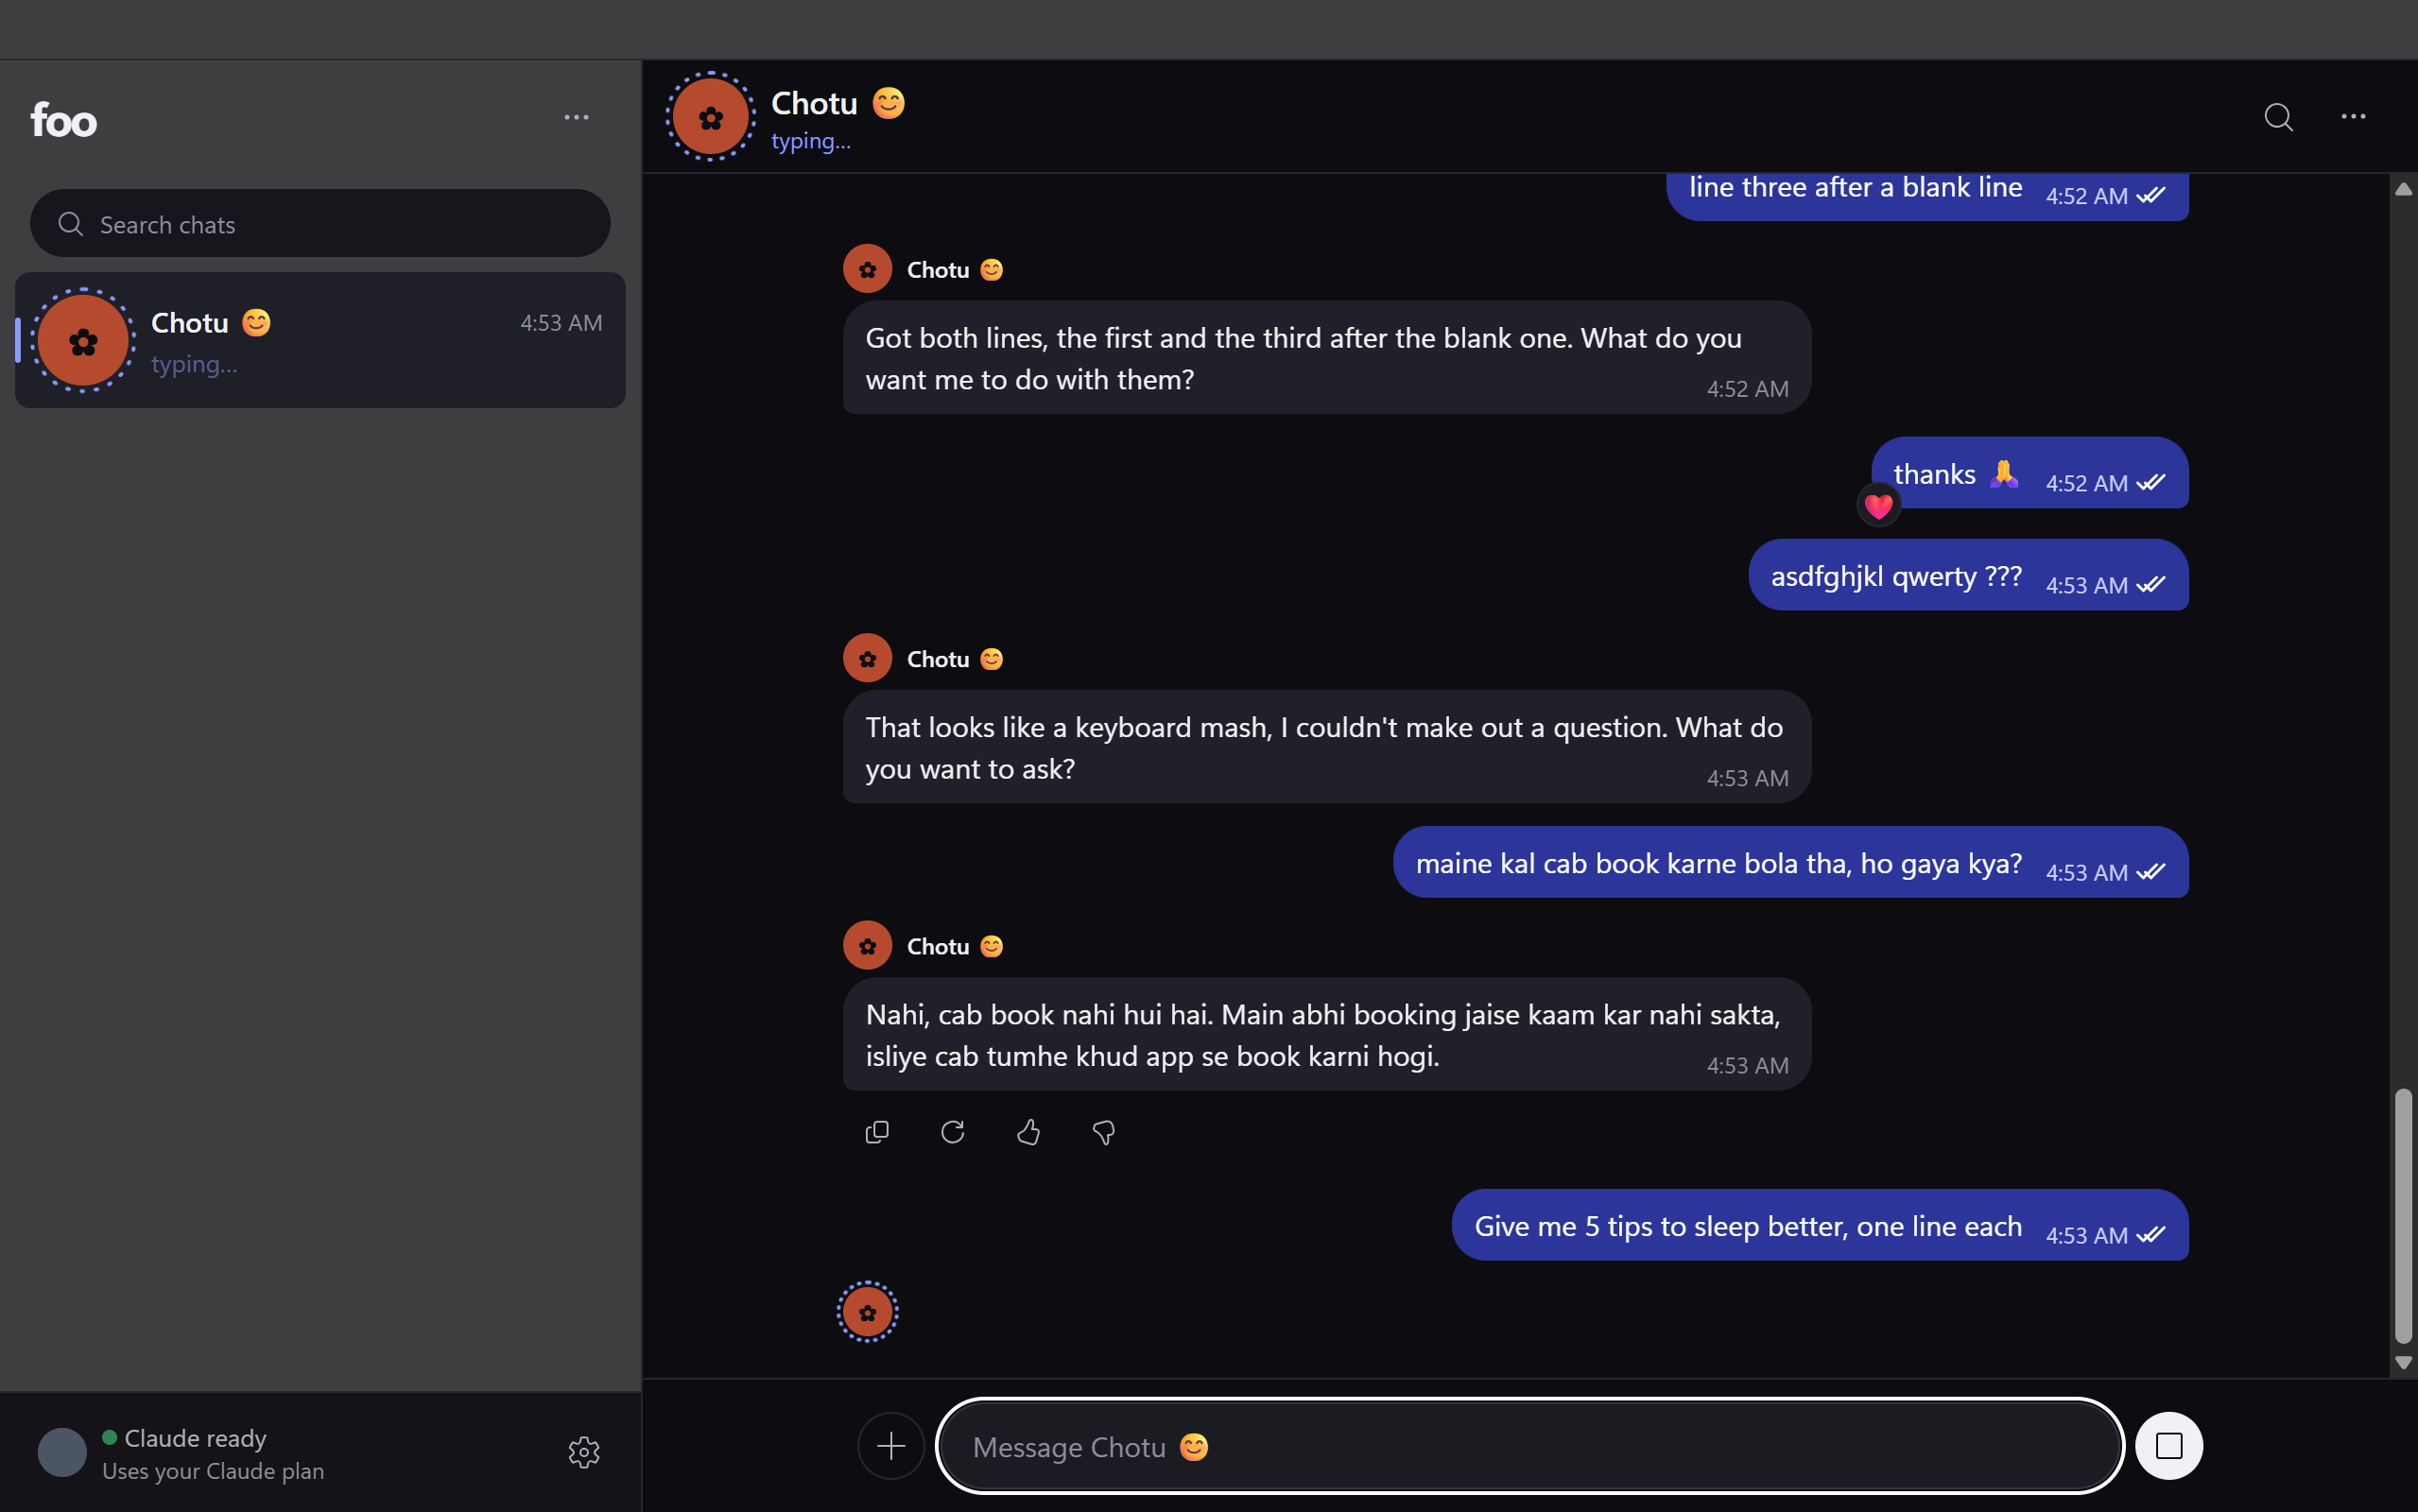 foo
Search chats
Chotu 😊
4:53 AM
typing...
Claude ready
Uses your Claude plan
Chotu 😊
typing...
line three after a blank line 4:52 AM
Chotu 😊
Got both lines, the first and the third after the blank one. What do you
want me to do with them?
4:52 AM
thanks 🙏 4:52 AM
❤️
asdfghjkl qwerty ??? 4:53 AM
Chotu 😊
That looks like a keyboard mash, I couldn't make out a question. What do
you want to ask?
4:53 AM
maine kal cab book karne bola tha, ho gaya kya? 4:53 AM
Chotu 😊
Nahi, cab book nahi hui hai. Main abhi booking jaise kaam kar nahi sakta,
isliye cab tumhe khud app se book karni hogi.
4:53 AM
Give me 5 tips to sleep better, one line each 4:53 AM
Message Chotu 😊